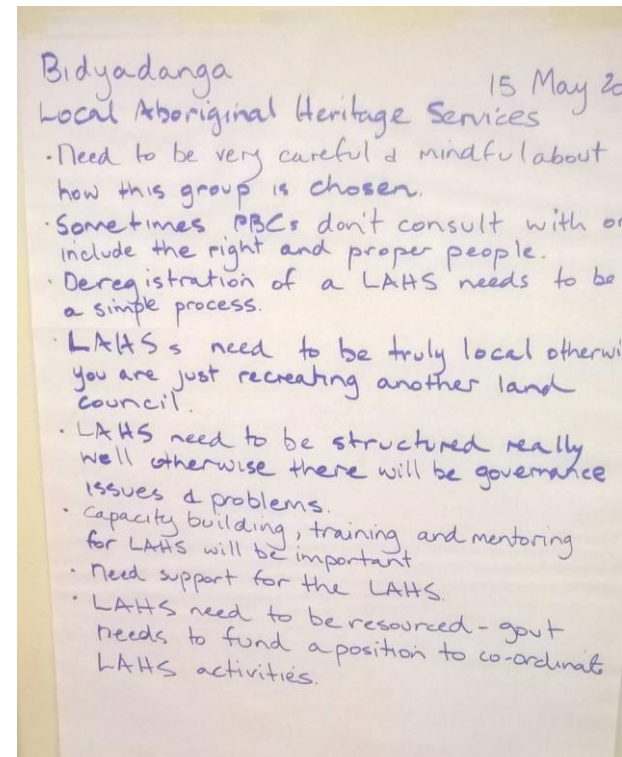 Bidyadanga
15 May 20
Local Aboriginal Heritage Services
· Need to be very careful & mindful about
how this group is chosen.
· Sometimes PBCs don't consult with or
include the right and proper people.
· Deregistration of a LAHS needs to be
a simple process.
· LAHSs need to be truly local otherwi
you are just recreating another land
council.
· LAHS need to be structured really
well otherwise there will be governance
issues & problems.
· Capacity building, training and mentoring
for LAHS will be important
· Need support for the LAHS.
· LAHS need to be resourced - govt
needs to fund a position to co-ordinat
LAHS activities.